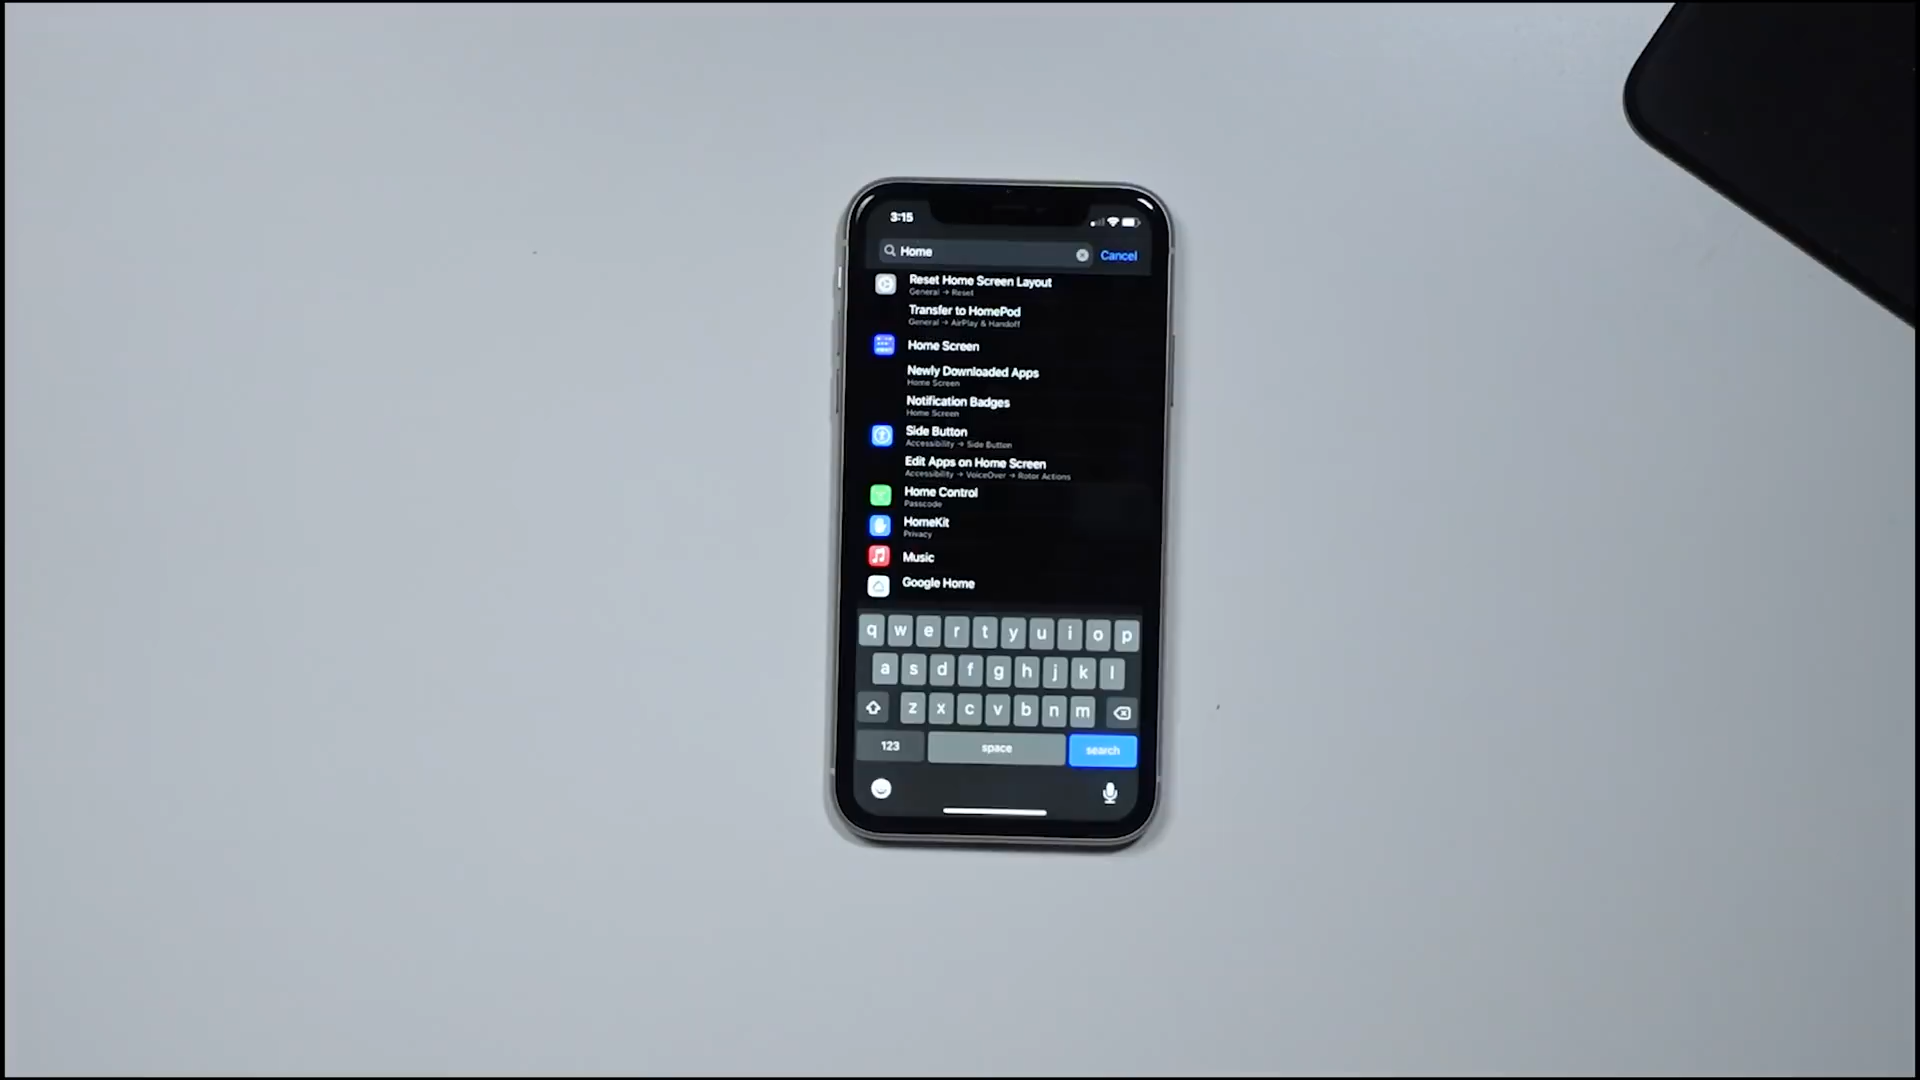 3:15
Home
Cancel
Reset Home Screen Layout
General → Reset
Transfer to HomePod
General → AirPlay & Handoff
Home Screen
Newly Downloaded Apps
Home Screen
Notification Badges
Home Screen
Side Button
Accessibility → Side Button
Edit Apps on Home Screen
Accessibility → VoiceOver → Rotor Actions
Home Control
Passcode
HomeKit
Privacy
Music
Google Home
q w e r t y u i o p
a s d f g h j k l
z x c v b n m
123 space search